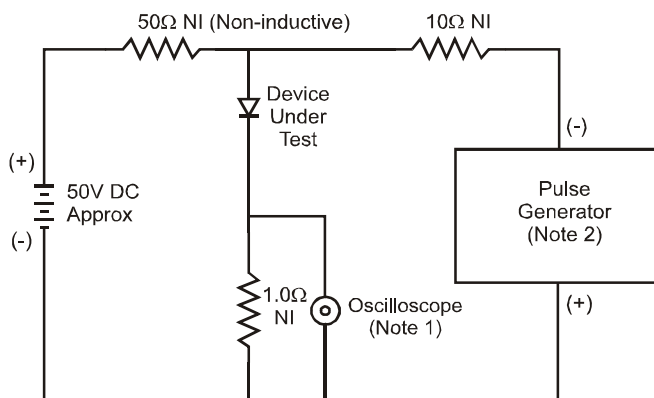 50Ω NI (Non-inductive)
10Ω NI
Device
Under
Test
(-)
(+)
50V DC
Approx
(-)
Pulse
Generator
(Note 2)
1.0Ω
NI
Oscilloscope
(Note 1)
(+)